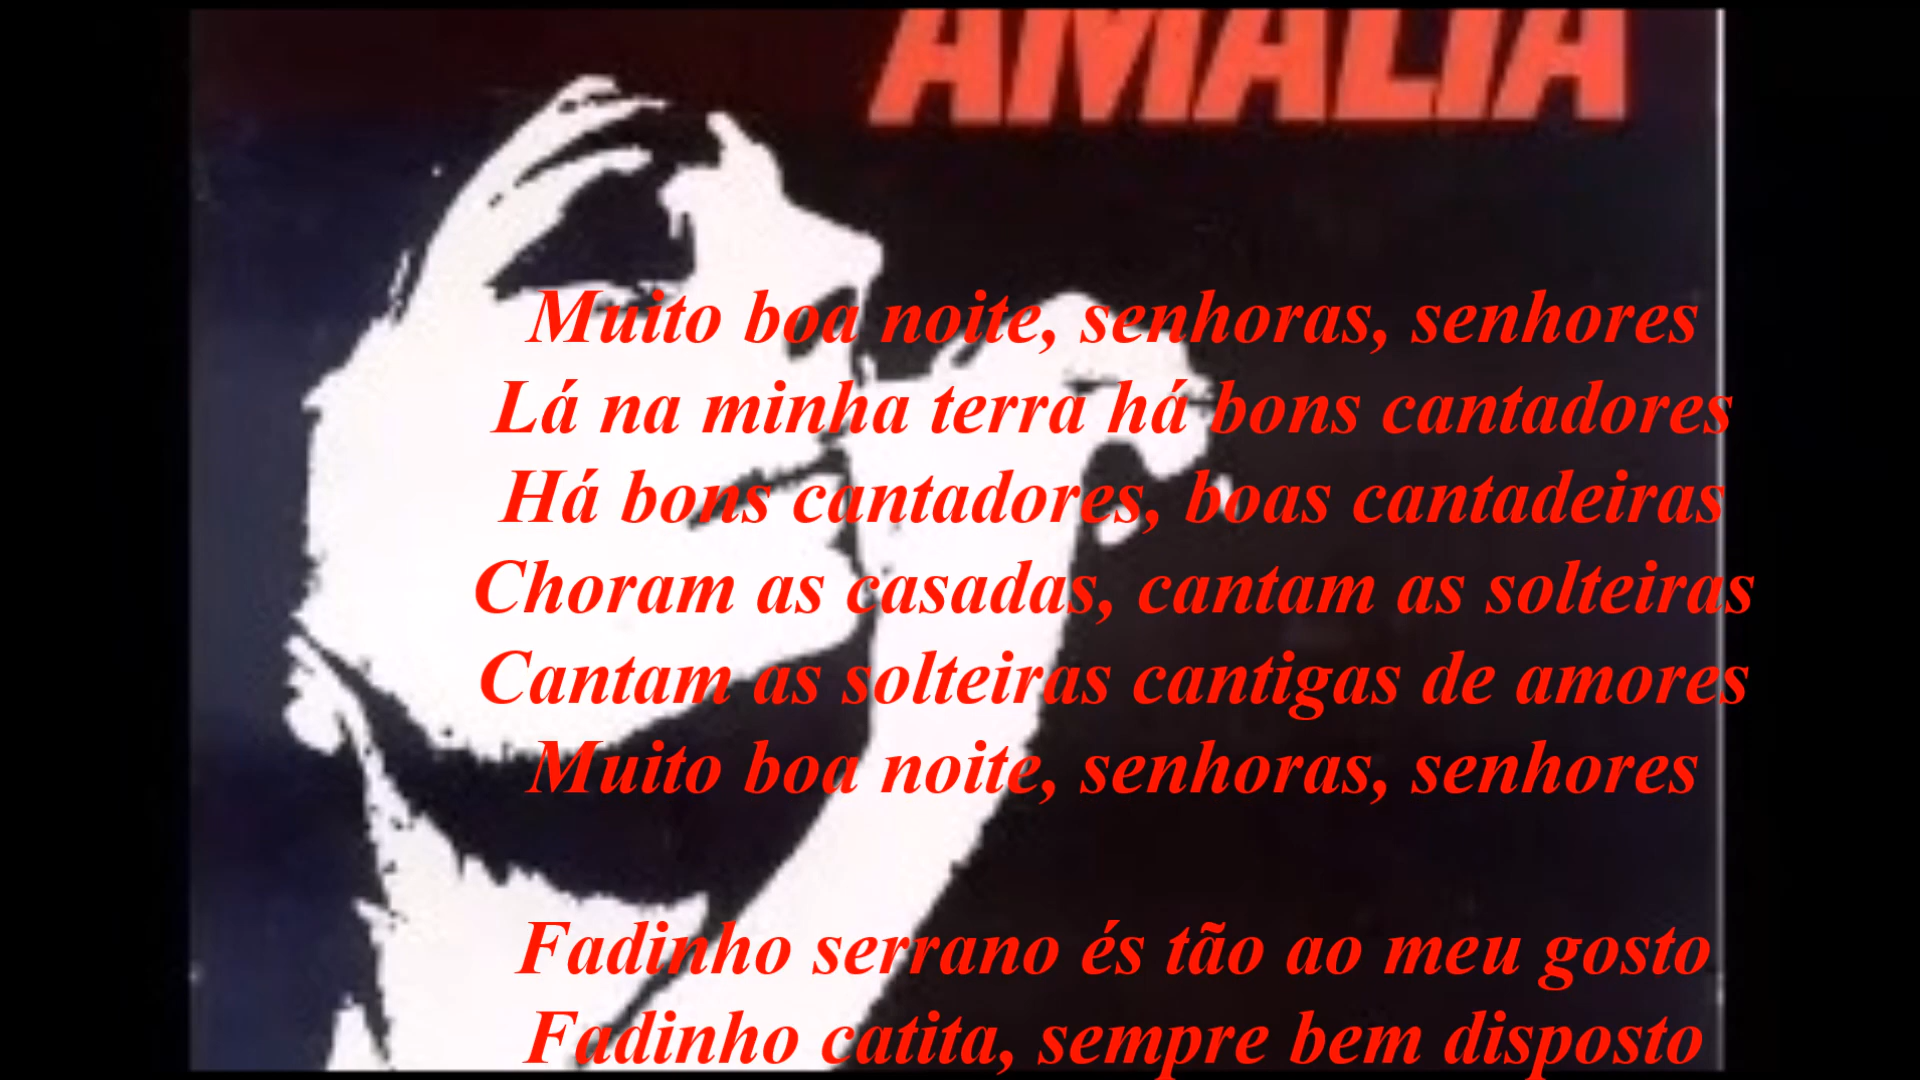 AMALIA
Muito boa noite, senhoras, senhores
Lá na minha terra há bons cantadores
Há bons cantadores, boas cantadeiras
Choram as casadas, cantam as solteiras
Cantam as solteiras cantigas de amores
Muito boa noite, senhoras, senhores
Fadinho serrano és tão ao meu gosto
Fadinho catita, sempre bem disposto